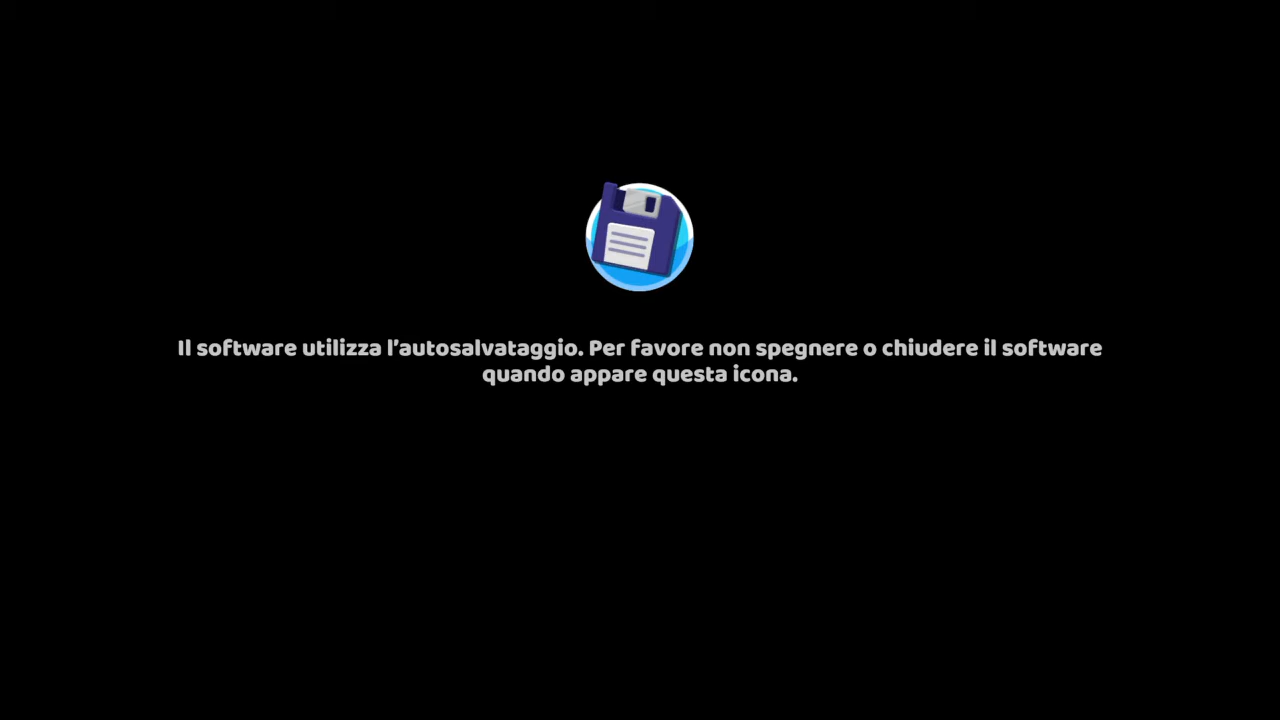 Il software utilizza l’autosalvataggio. Per favore non spegnere o chiudere il software
quando appare questa icona.